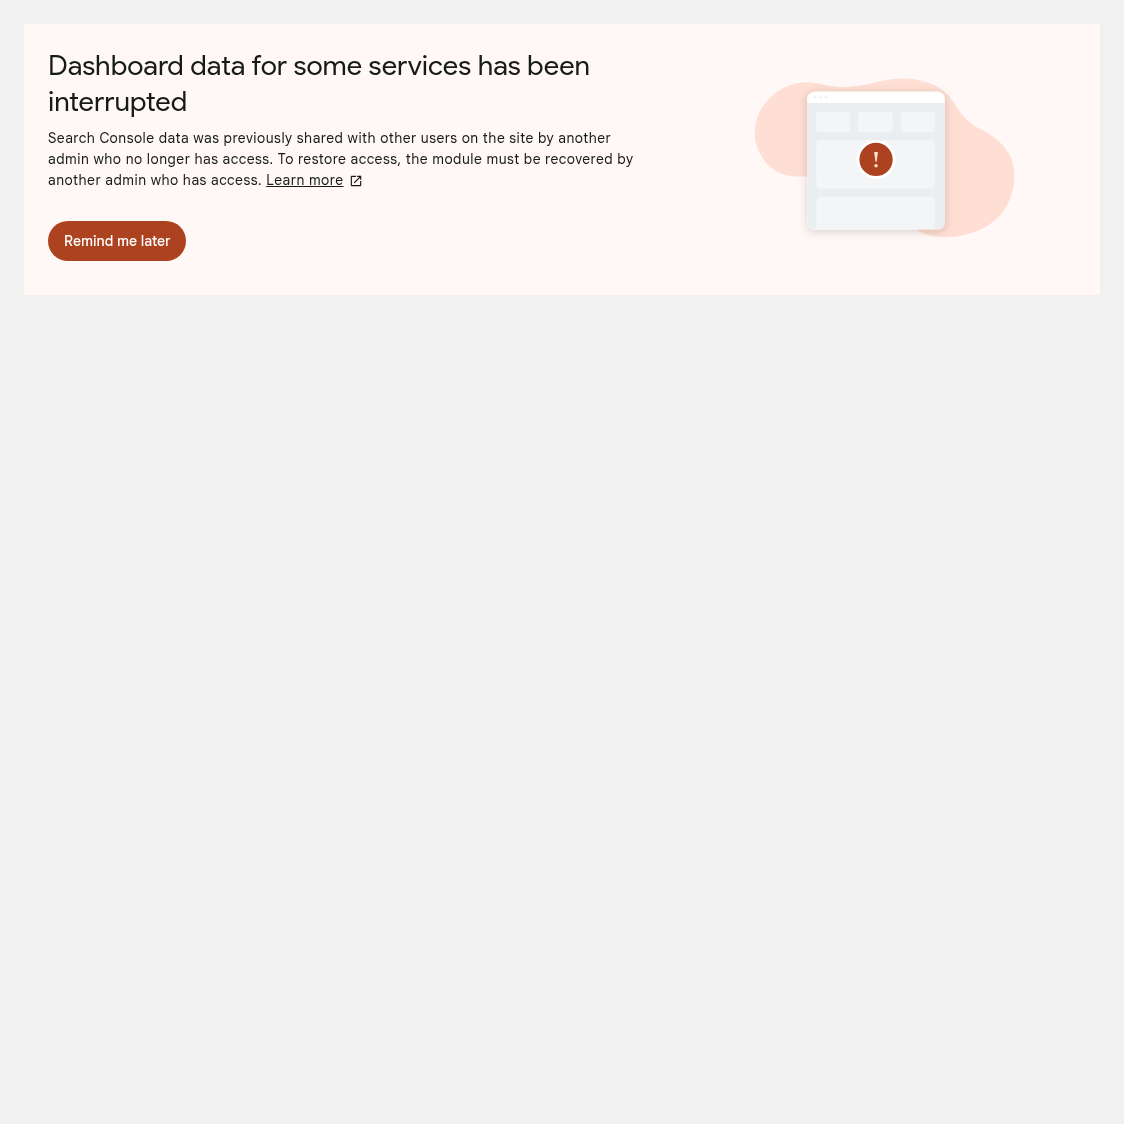 Dashboard data for some services has been
interrupted
Search Console data was previously shared with other users on the site by another
admin who no longer has access. To restore access, the module must be recovered by
another admin who has access. Learn more
Remind me later
!